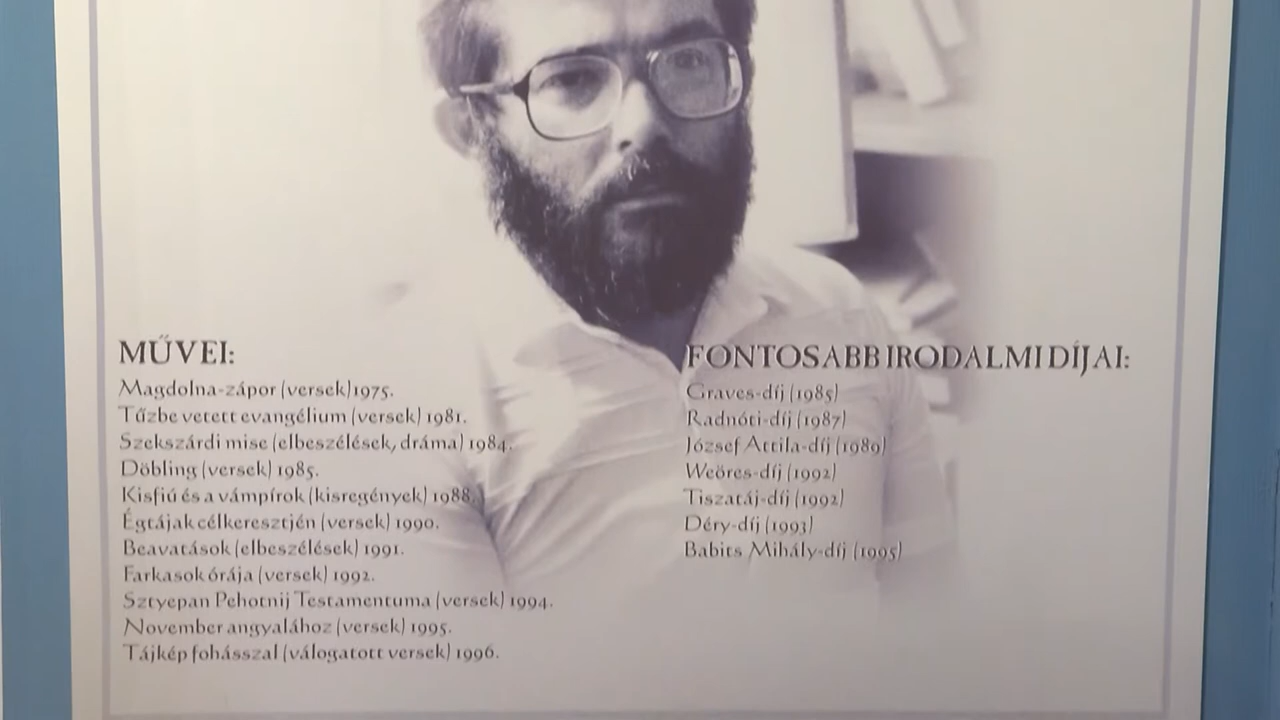 MŰVEI:
Magdolna-zápor (versek)1975.
Tűzbe vetett evangélium (versek) 1981.
Szekszárdi mise (elbeszélések, dráma) 1984.
Döbling (versek) 1985.
Kisfiú és a vámpírok (kisregények) 1988.
Égtájak célkeresztjén (versek) 1990.
Beavatások (elbeszélések) 1991.
Farkasok órája (versek) 1992.
Sztyepan Pehotnij Testamentuma (versek) 1994.
November angyalához (versek) 1995.
Tájkép fohásszal (válogatott versek) 1996.
FONTOSABB IRODALMI DÍJAI:
Graves-díj (1985)
Radnóti-díj (1987)
József Attila-díj (1989)
Weöres-díj (1992)
Tiszatáj-díj (1992)
Déry-díj (1993)
Babits Mihály-díj (1995)